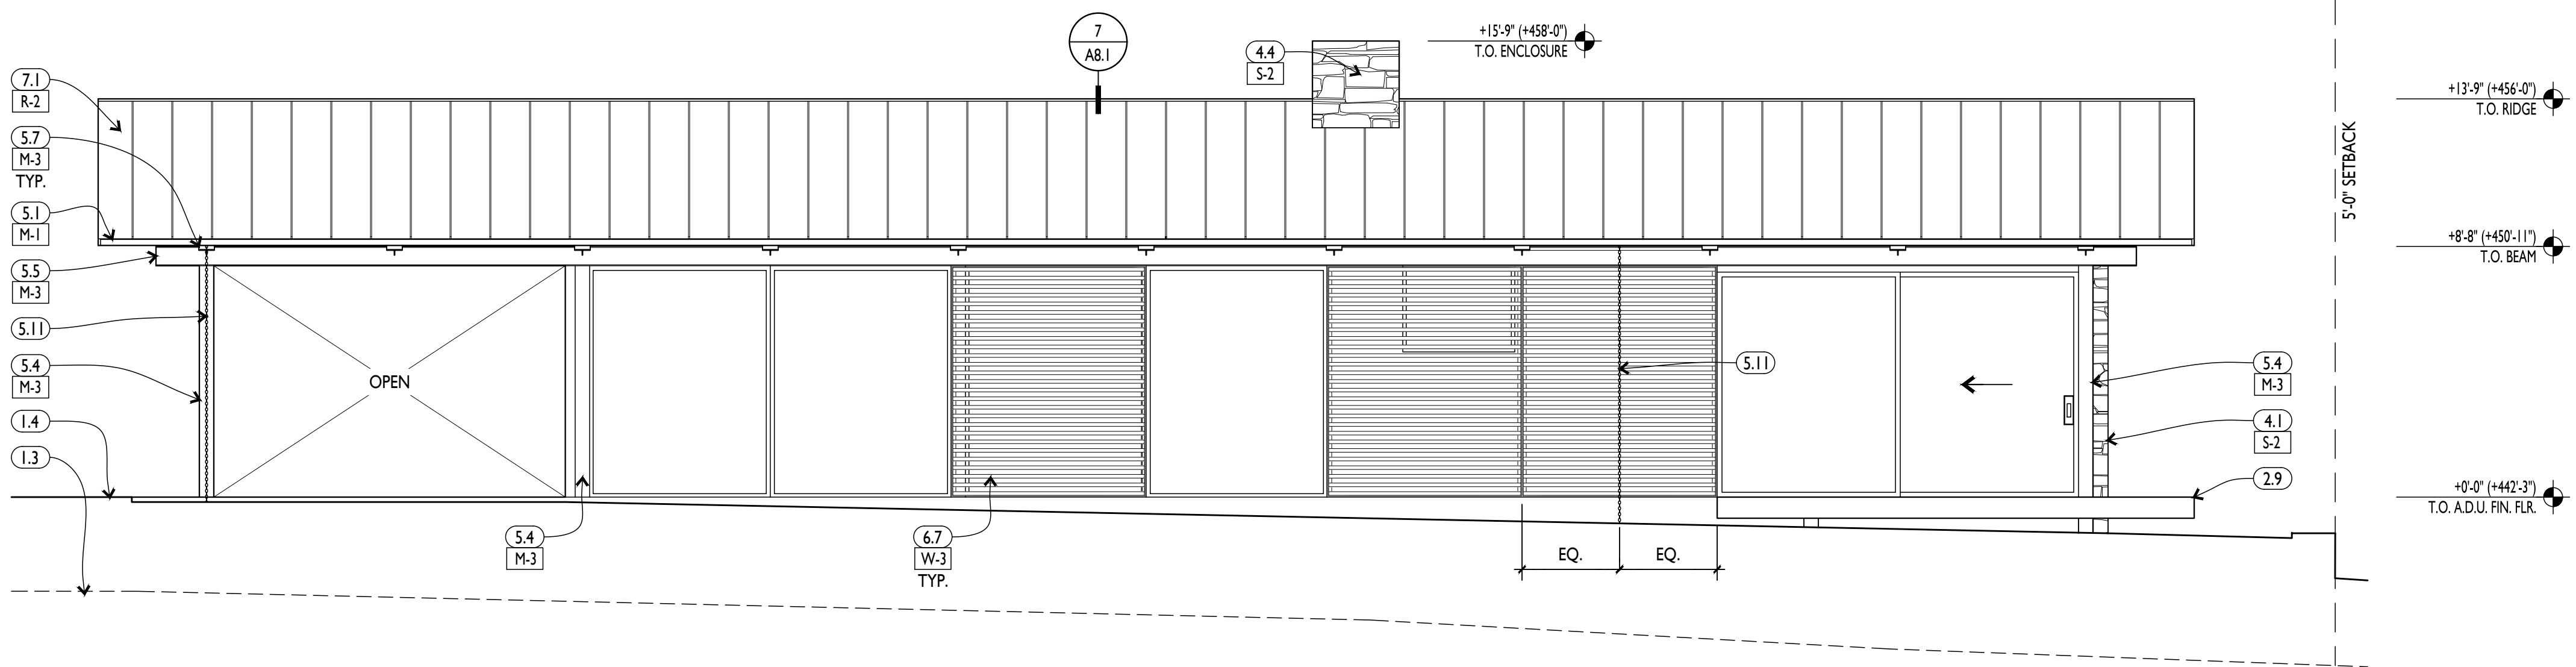 7
A8.1
4.4
S-2
+15'-9" (+458'-0")
T.O. ENCLOSURE
7.1
R-2
5.7
M-3
TYP.
5.1
M-1
5.5
M-3
5.11
5.4
M-3
1.4
1.3
OPEN
5.4
M-3
6.7
W-3
TYP.
5.11
EQ.
EQ.
5.4
M-3
4.1
S-2
2.9
5'-0" SETBACK
+13'-9" (+456'-0")
T.O. RIDGE
+8'-8" (+450'-11")
T.O. BEAM
+0'-0" (+442'-3")
T.O. A.D.U. FIN. FLR.